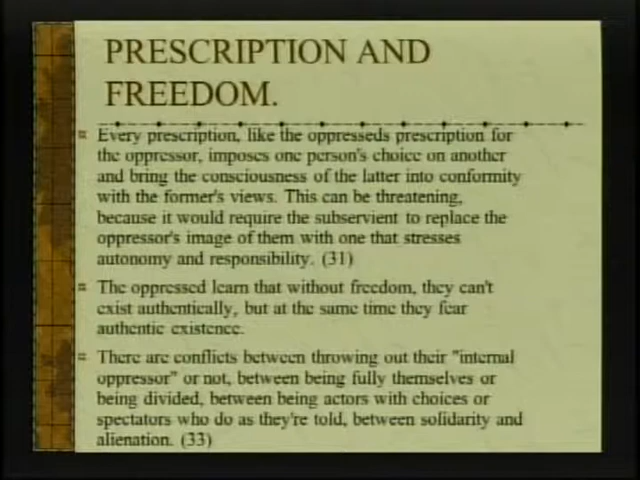 PRESCRIPTION AND
FREEDOM.
Every prescription, like the oppresseds prescription for
the oppressor, imposes one person's choice on another
and bring the consciousness of the latter into conformity
with the former's views. This can be threatening,
because it would require the subservient to replace the
oppressor's image of them with one that stresses
autonomy and responsibility. (31)
The oppressed learn that without freedom, they can't
exist authentically, but at the same time they fear
authentic existence.
There are conflicts between throwing out their "internal
oppressor" or not, between being fully themselves or
being divided, between being actors with choices or
spectators who do as they're told, between solidarity and
alienation. (33)